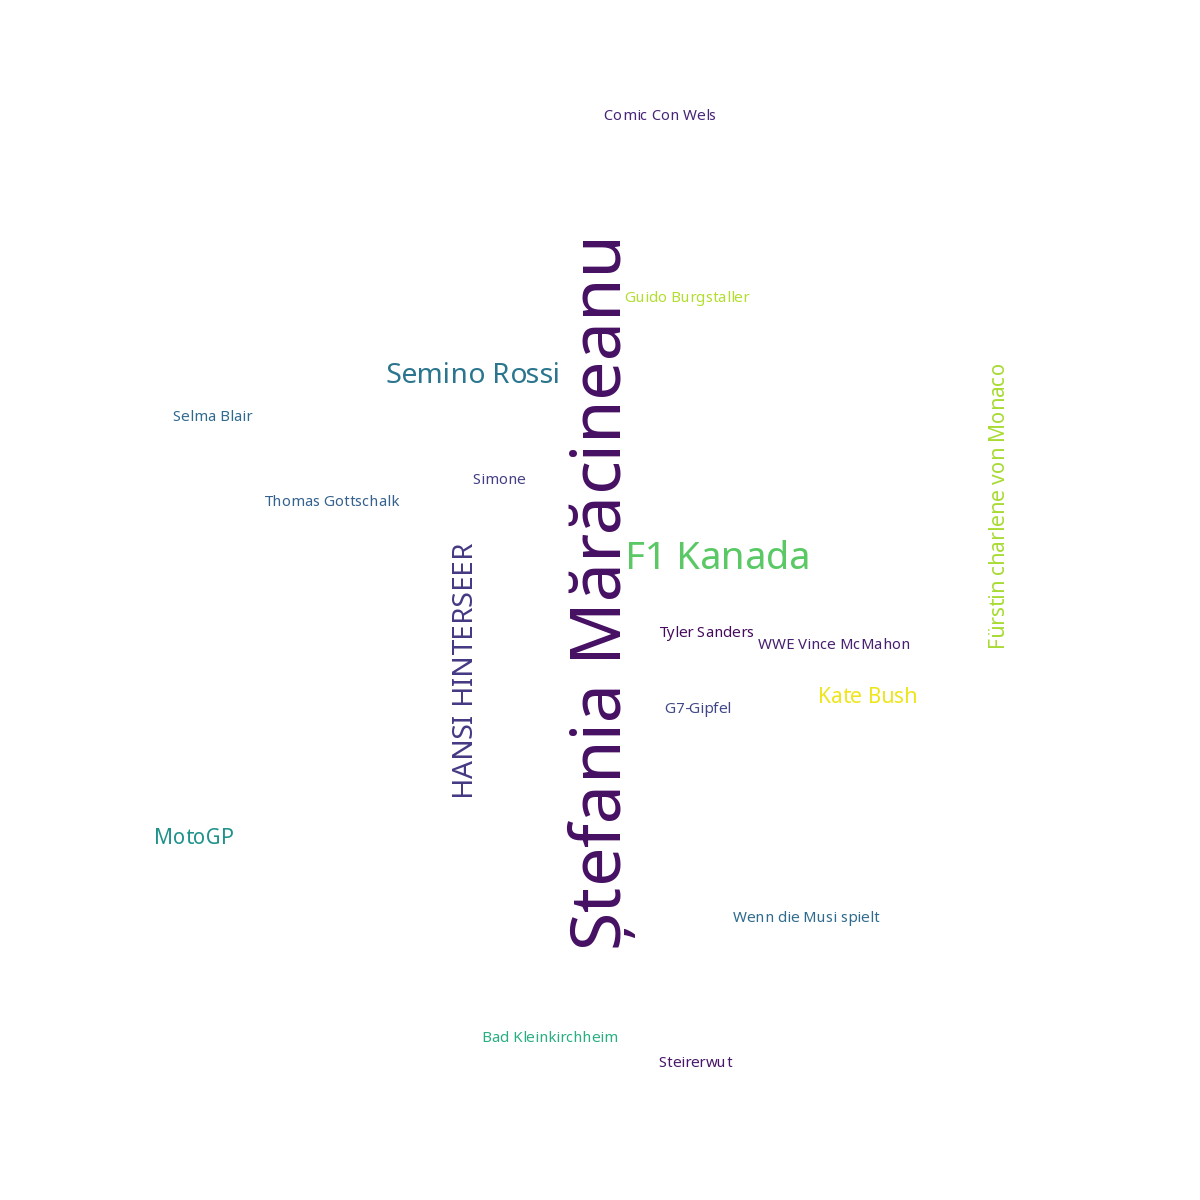 Comic Con Wels
Ștefania Mărăcineanu
Guido Burgstaller
Semino Rossi
Fürstin charlene von Monaco
Selma Blair
Simone
Thomas Gottschalk
F1 Kanada
HANSI HINTERSEER
Tyler Sanders
WWE Vince McMahon
Kate Bush
G7-Gipfel
MotoGP
Wenn die Musi spielt
Bad Kleinkirchheim
Steirerwut